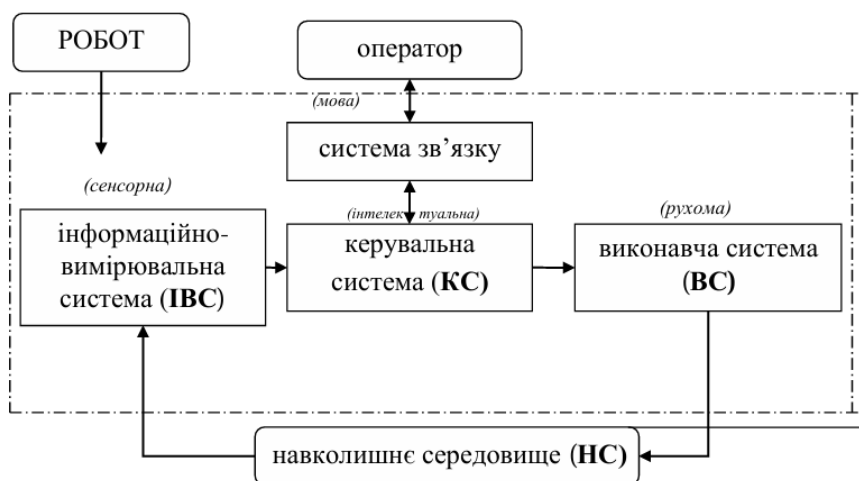 РОБОТ
оператор
(мова)
система зв’язку
(сенсорна)
(інтелек туальна)
(рухома)
інформаційно-
вимірювальна
система (ІВС)
керувальна
система (КС)
виконавча система
(ВС)
навколишнє середовище (НС)